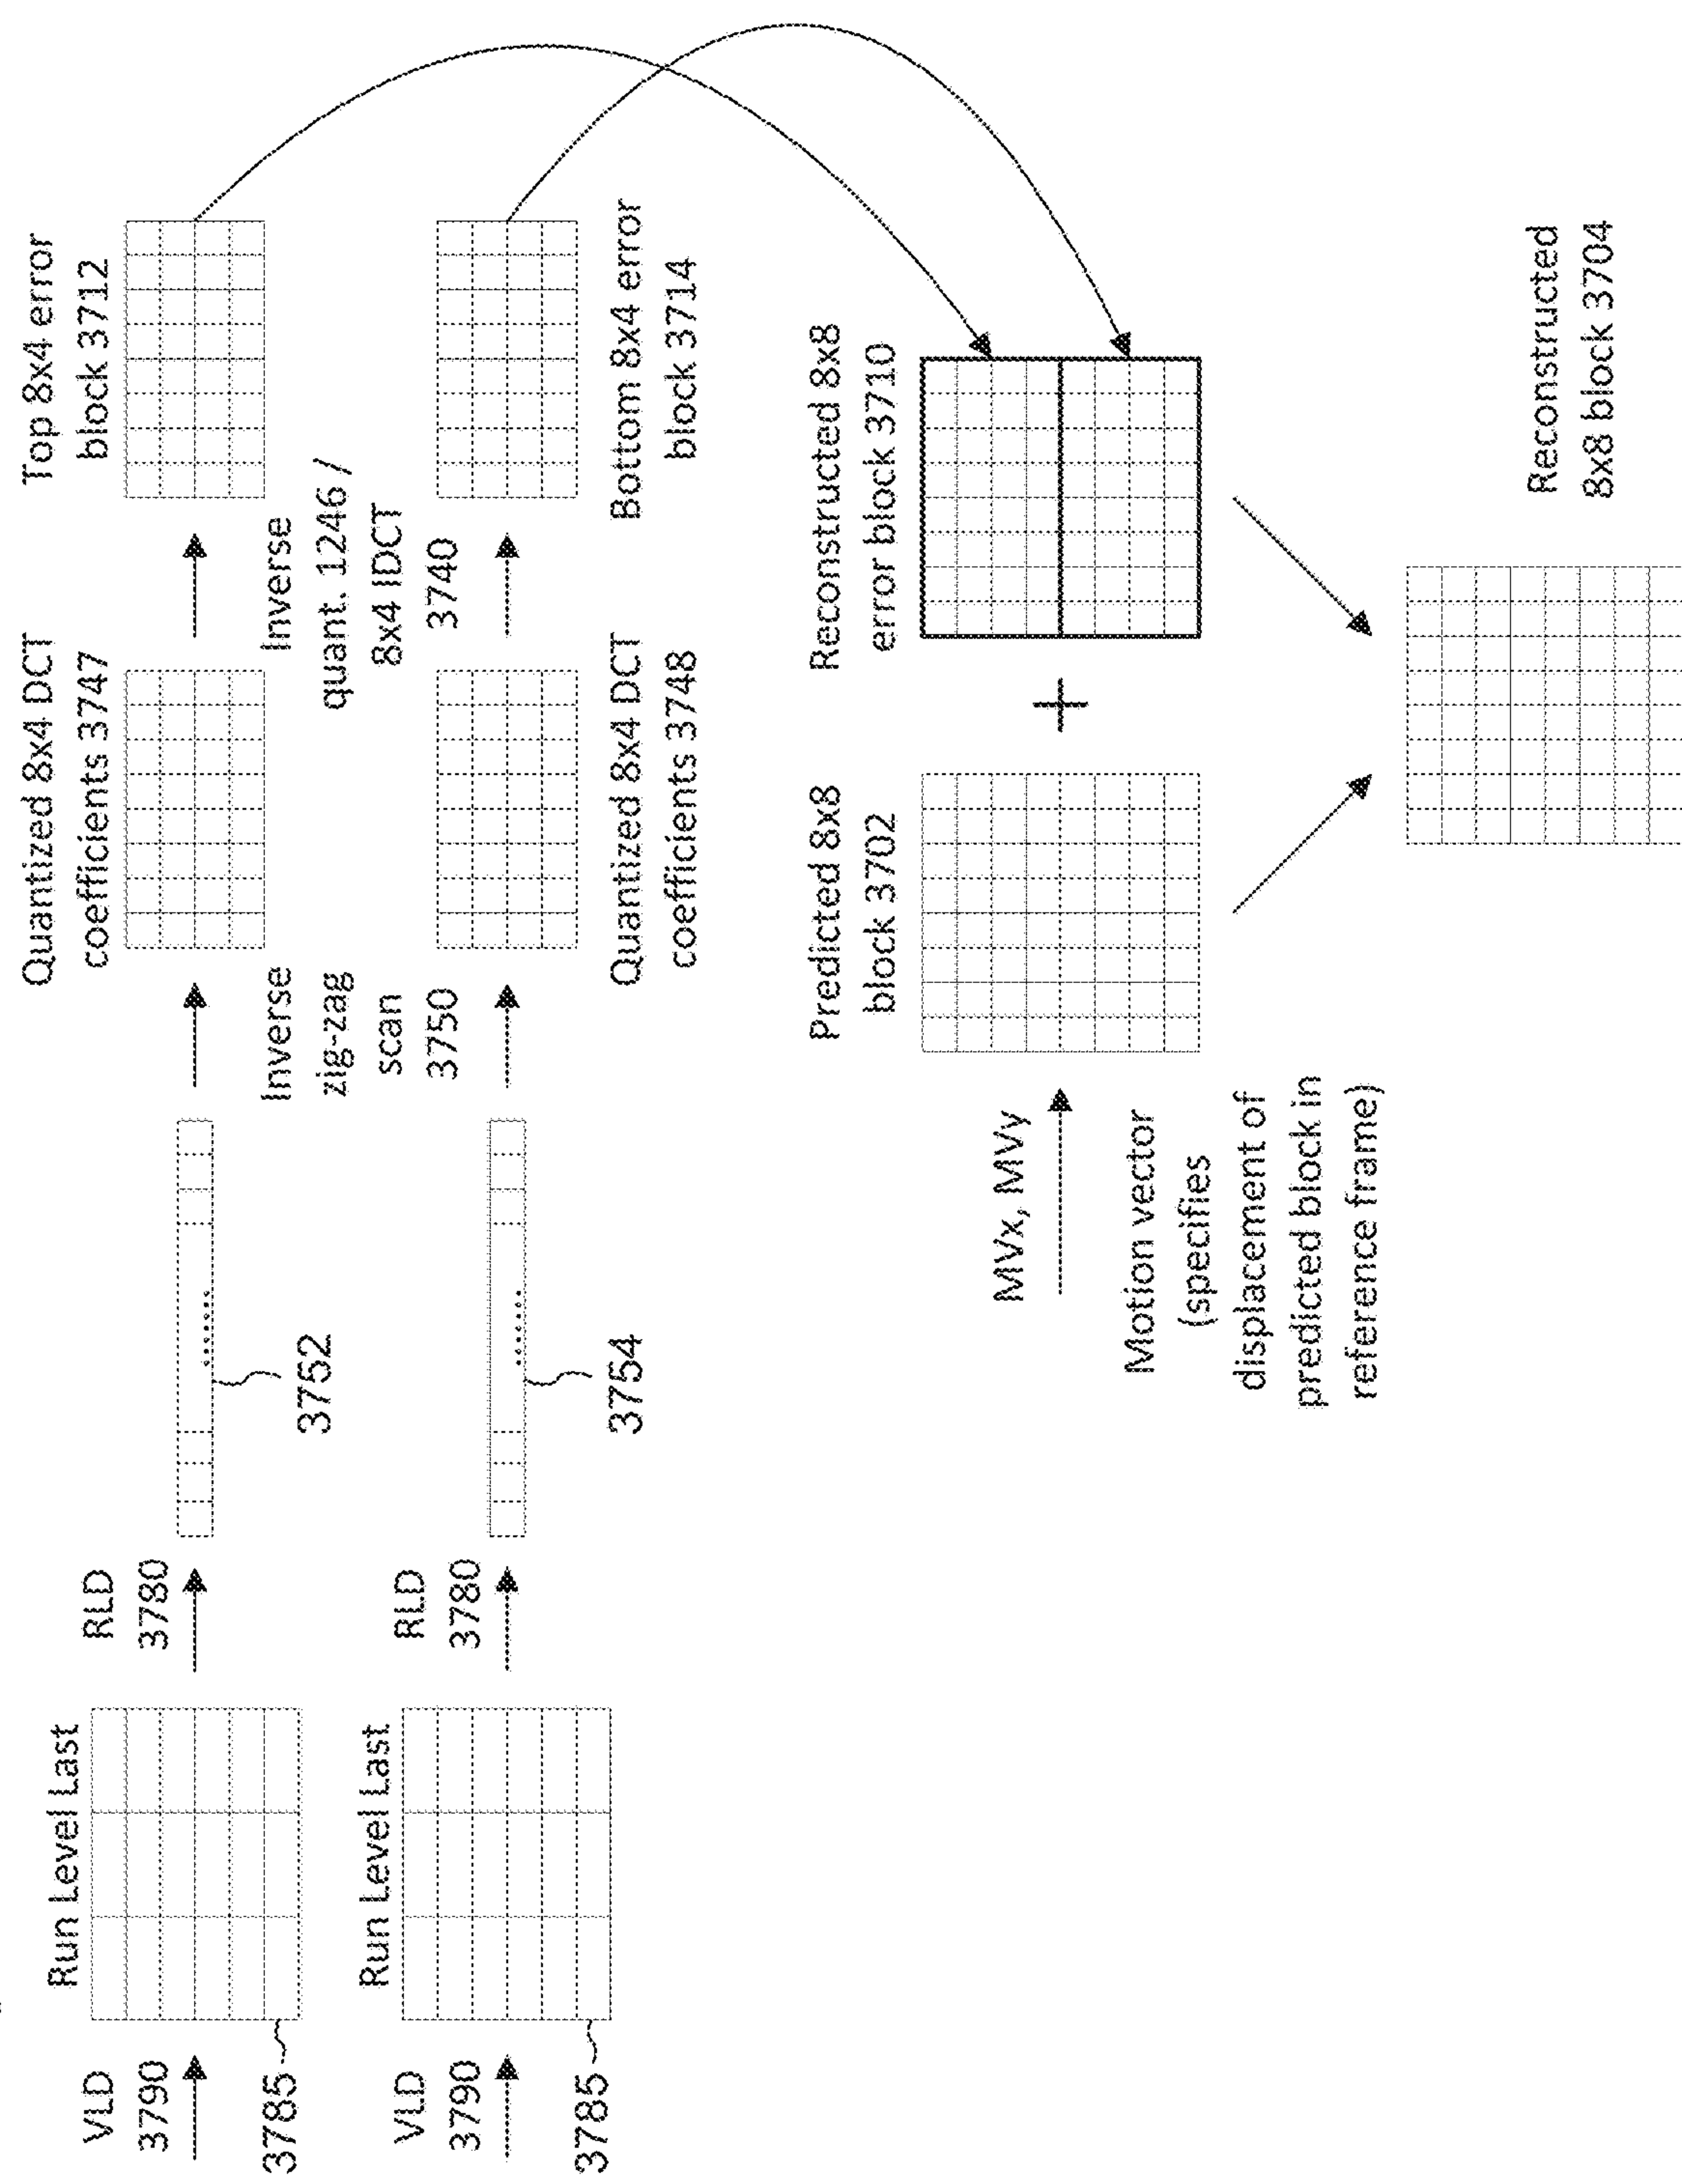 VLD
3790
Run Level Last
3785
RLD
3780
3752
Inverse
zig-zag
scan
3750
Quantized 8x4 DCT
coefficients 3747
Inverse
quant. 1246 /
8x4 IDCT
3740
Top 8x4 error
block 3712
VLD
3790
Run Level Last
3785
RLD
3780
3754
Quantized 8x4 DCT
coefficients 3748
Bottom 8x4 error
block 3714
MVx, MVy
Motion vector
(specifies
displacement of
predicted block in
reference frame)
Predicted 8x8
block 3702
+
Reconstructed 8x8
error block 3710
Reconstructed
8x8 block 3704